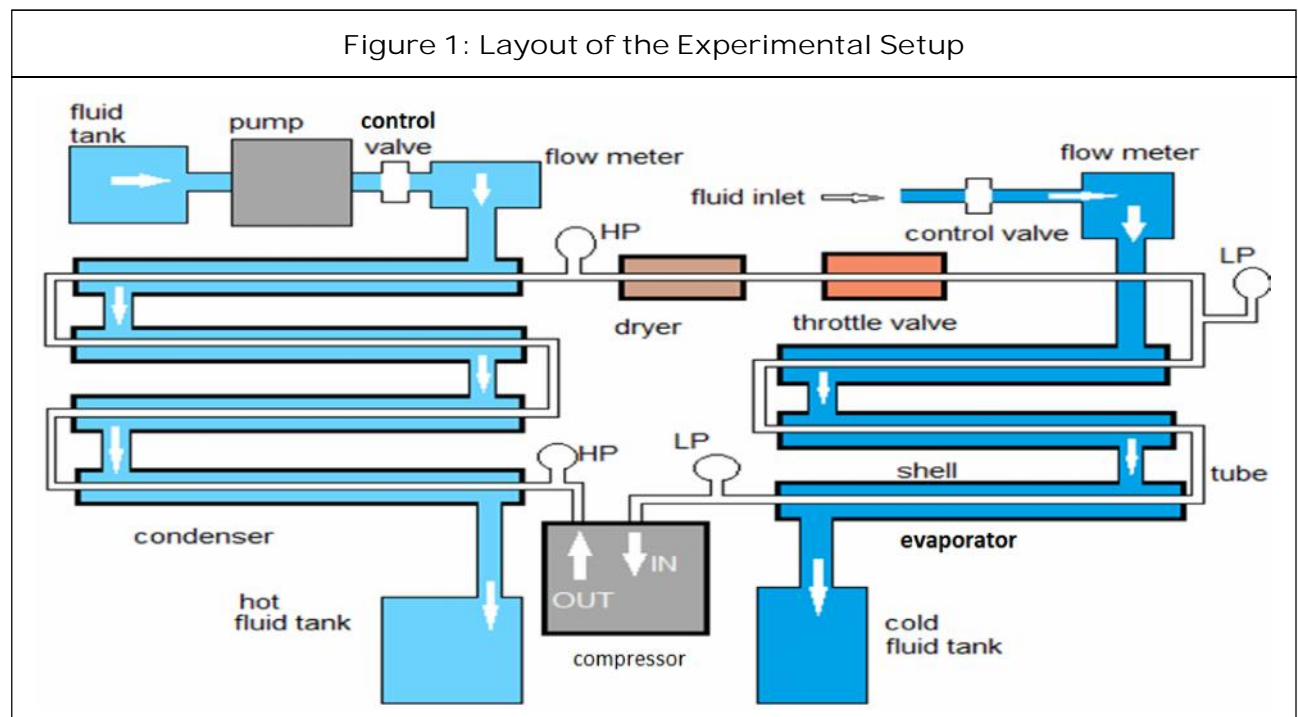 Figure 1: Layout of the Experimental Setup
fluid
tank
pump
control
valve
flow meter
flow meter
fluid inlet
control valve
HP
LP
dryer
throttle valve
HP
LP
shell
tube
condenser
evaporator
IN
OUT
hot
fluid tank
compressor
cold
fluid tank